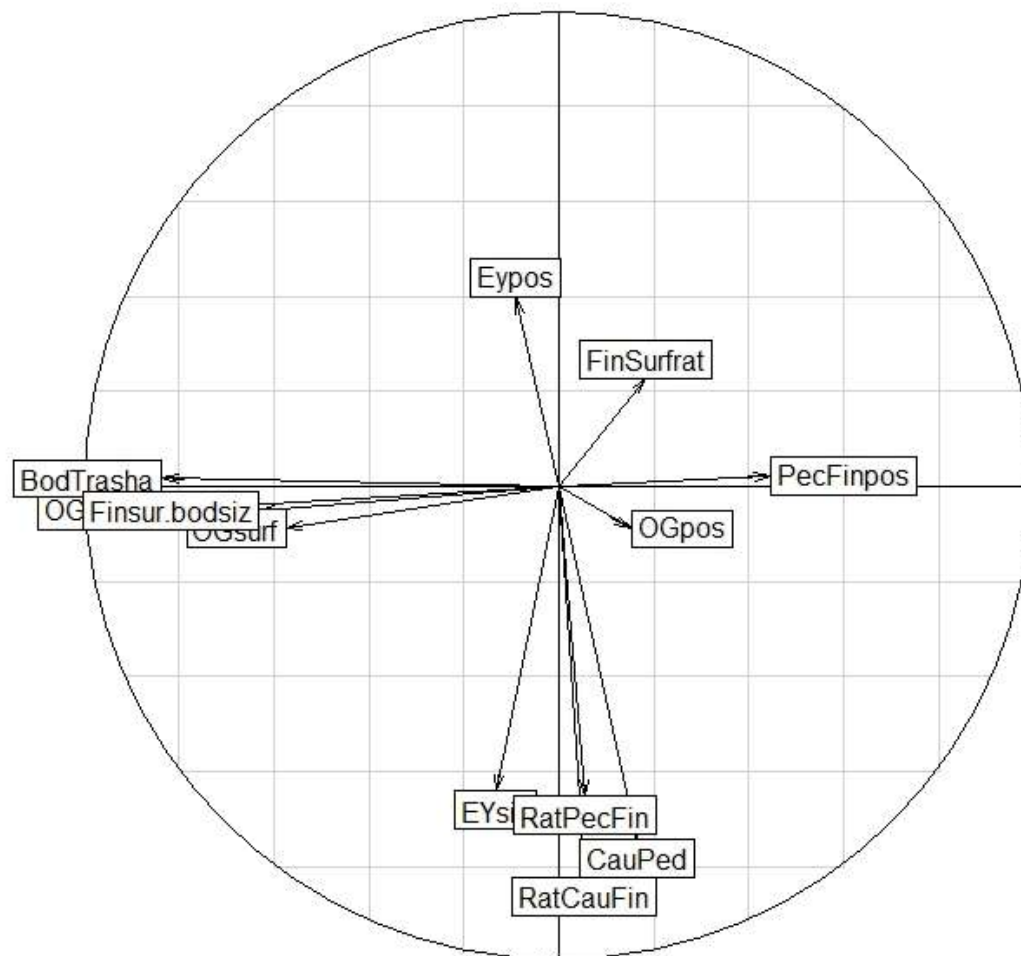 Eypos
FinSurfrat
BodTrasha
PecFinpos
Finsur.bodsiz
OGsurf
OGpos
RatPecFin
CauPed
RatCauFin